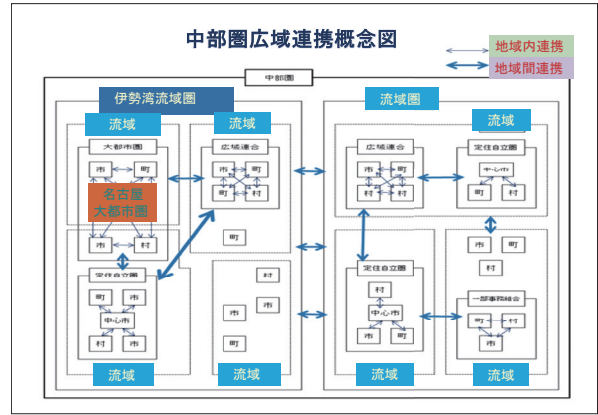 中部圏広域連携概念図
地域内連携
地域間連携
中部圏
伊勢湾流域圏
流域圏
流域
流域
流域
大都市圏
市
町
市
町
名古屋
大都市圏
市
村
広域連合
市
町
町
村
町
広域連合
市
町
市
村
定住自立圏
中心市
町
市
定住自立圏
町
市
中心市
村
市
村
市
市
町
定住自立圏
村
中心市
市
町
市
町
村
一部事務組合
町
村
市
流域
流域
流域
流域